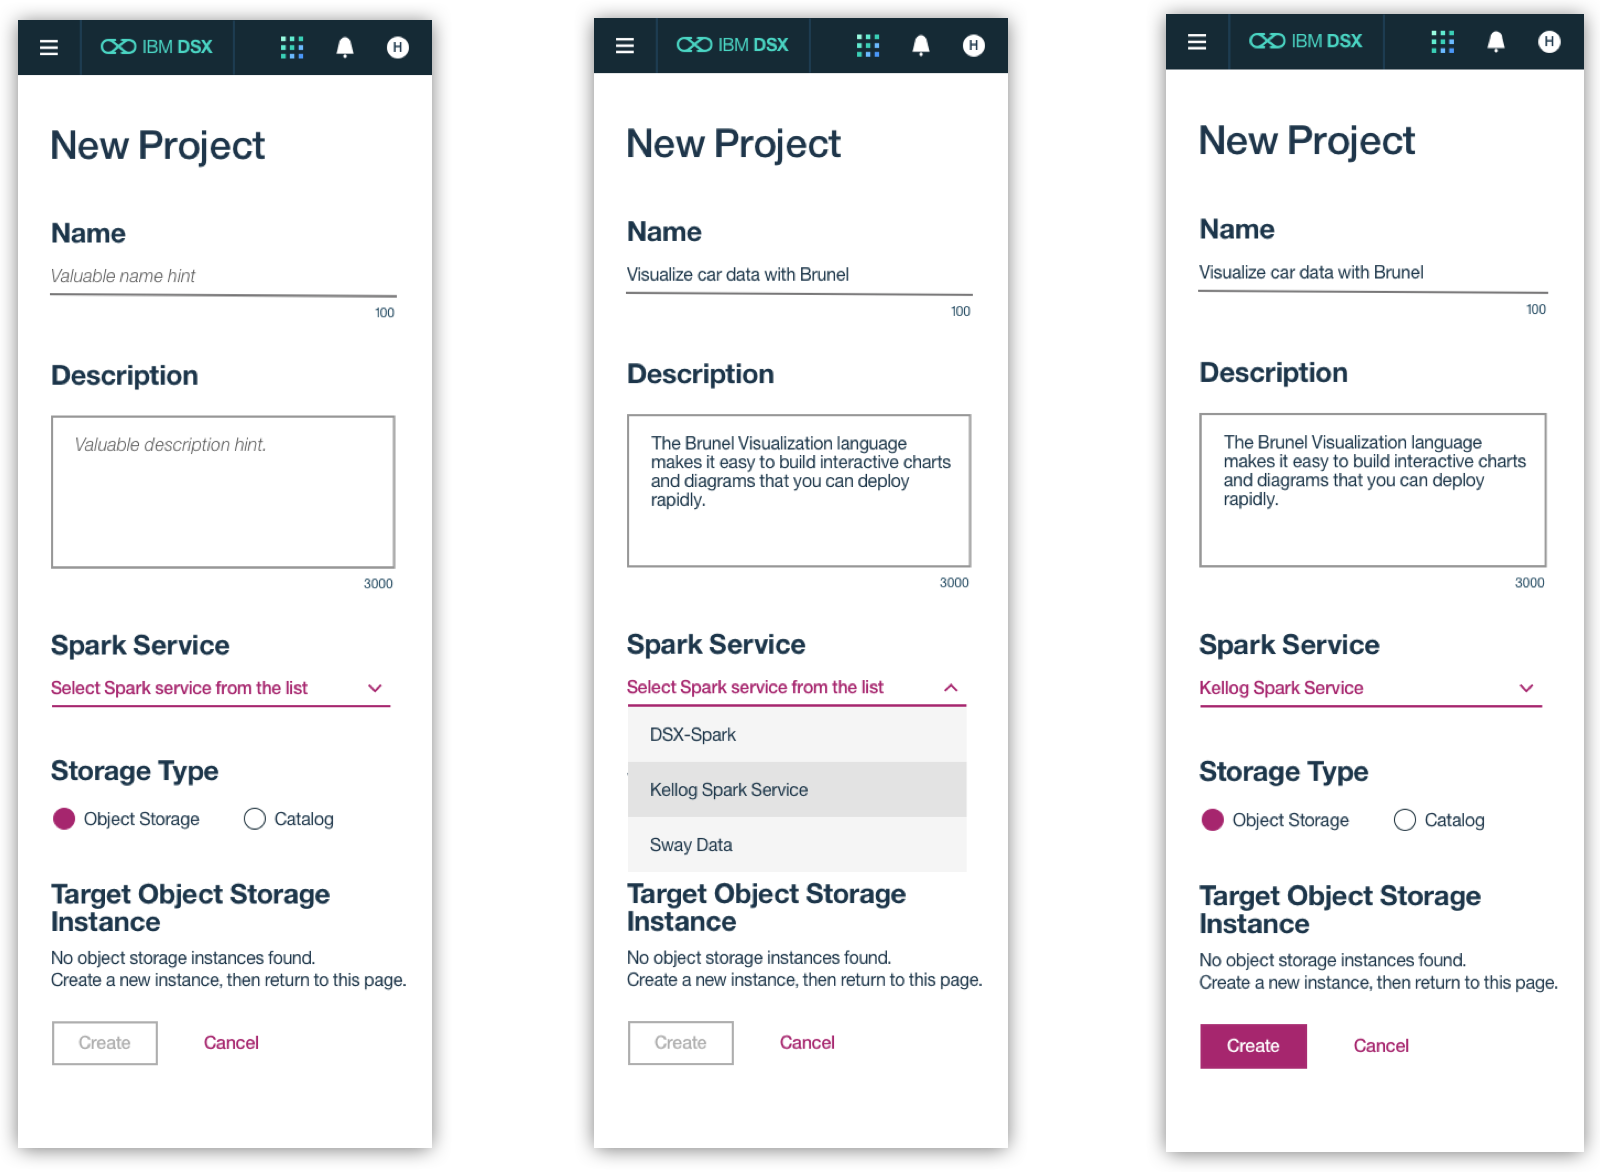 IBM DSX
H
New Project
Name
Valuable name hint
100
Description
Valuable description hint.
3000
Spark Service
Select Spark service from the list
Storage Type
Object Storage
Catalog
Target Object Storage
Instance
No object storage instances found.
Create a new instance, then return to this page.
Create
Cancel
IBM DSX
H
New Project
Name
Visualize car data with Brunel
100
Description
The Brunel Visualization language
makes it easy to build interactive charts
and diagrams that you can deploy
rapidly.
3000
Spark Service
Select Spark service from the list
DSX-Spark
Kellog Spark Service
Sway Data
Target Object Storage
Instance
No object storage instances found.
Create a new instance, then return to this page.
Create
Cancel
IBM DSX
H
New Project
Name
Visualize car data with Brunel
100
Description
The Brunel Visualization language
makes it easy to build interactive charts
and diagrams that you can deploy
rapidly.
3000
Spark Service
Kellog Spark Service
Storage Type
Object Storage
Catalog
Target Object Storage
Instance
No object storage instances found.
Create a new instance, then return to this page.
Create
Cancel